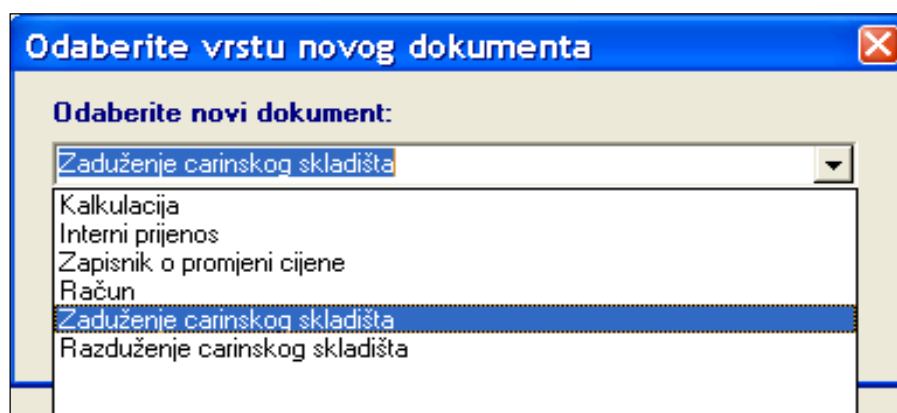 Odaberite vrstu novog dokumenta
Odaberite novi dokument:
Zaduženje carinskog skladišta
Kalkulacija
Interni prijenos
Zapisnik o promjeni cijene
Račun
Zaduženje carinskog skladišta
Razduženje carinskog skladišta